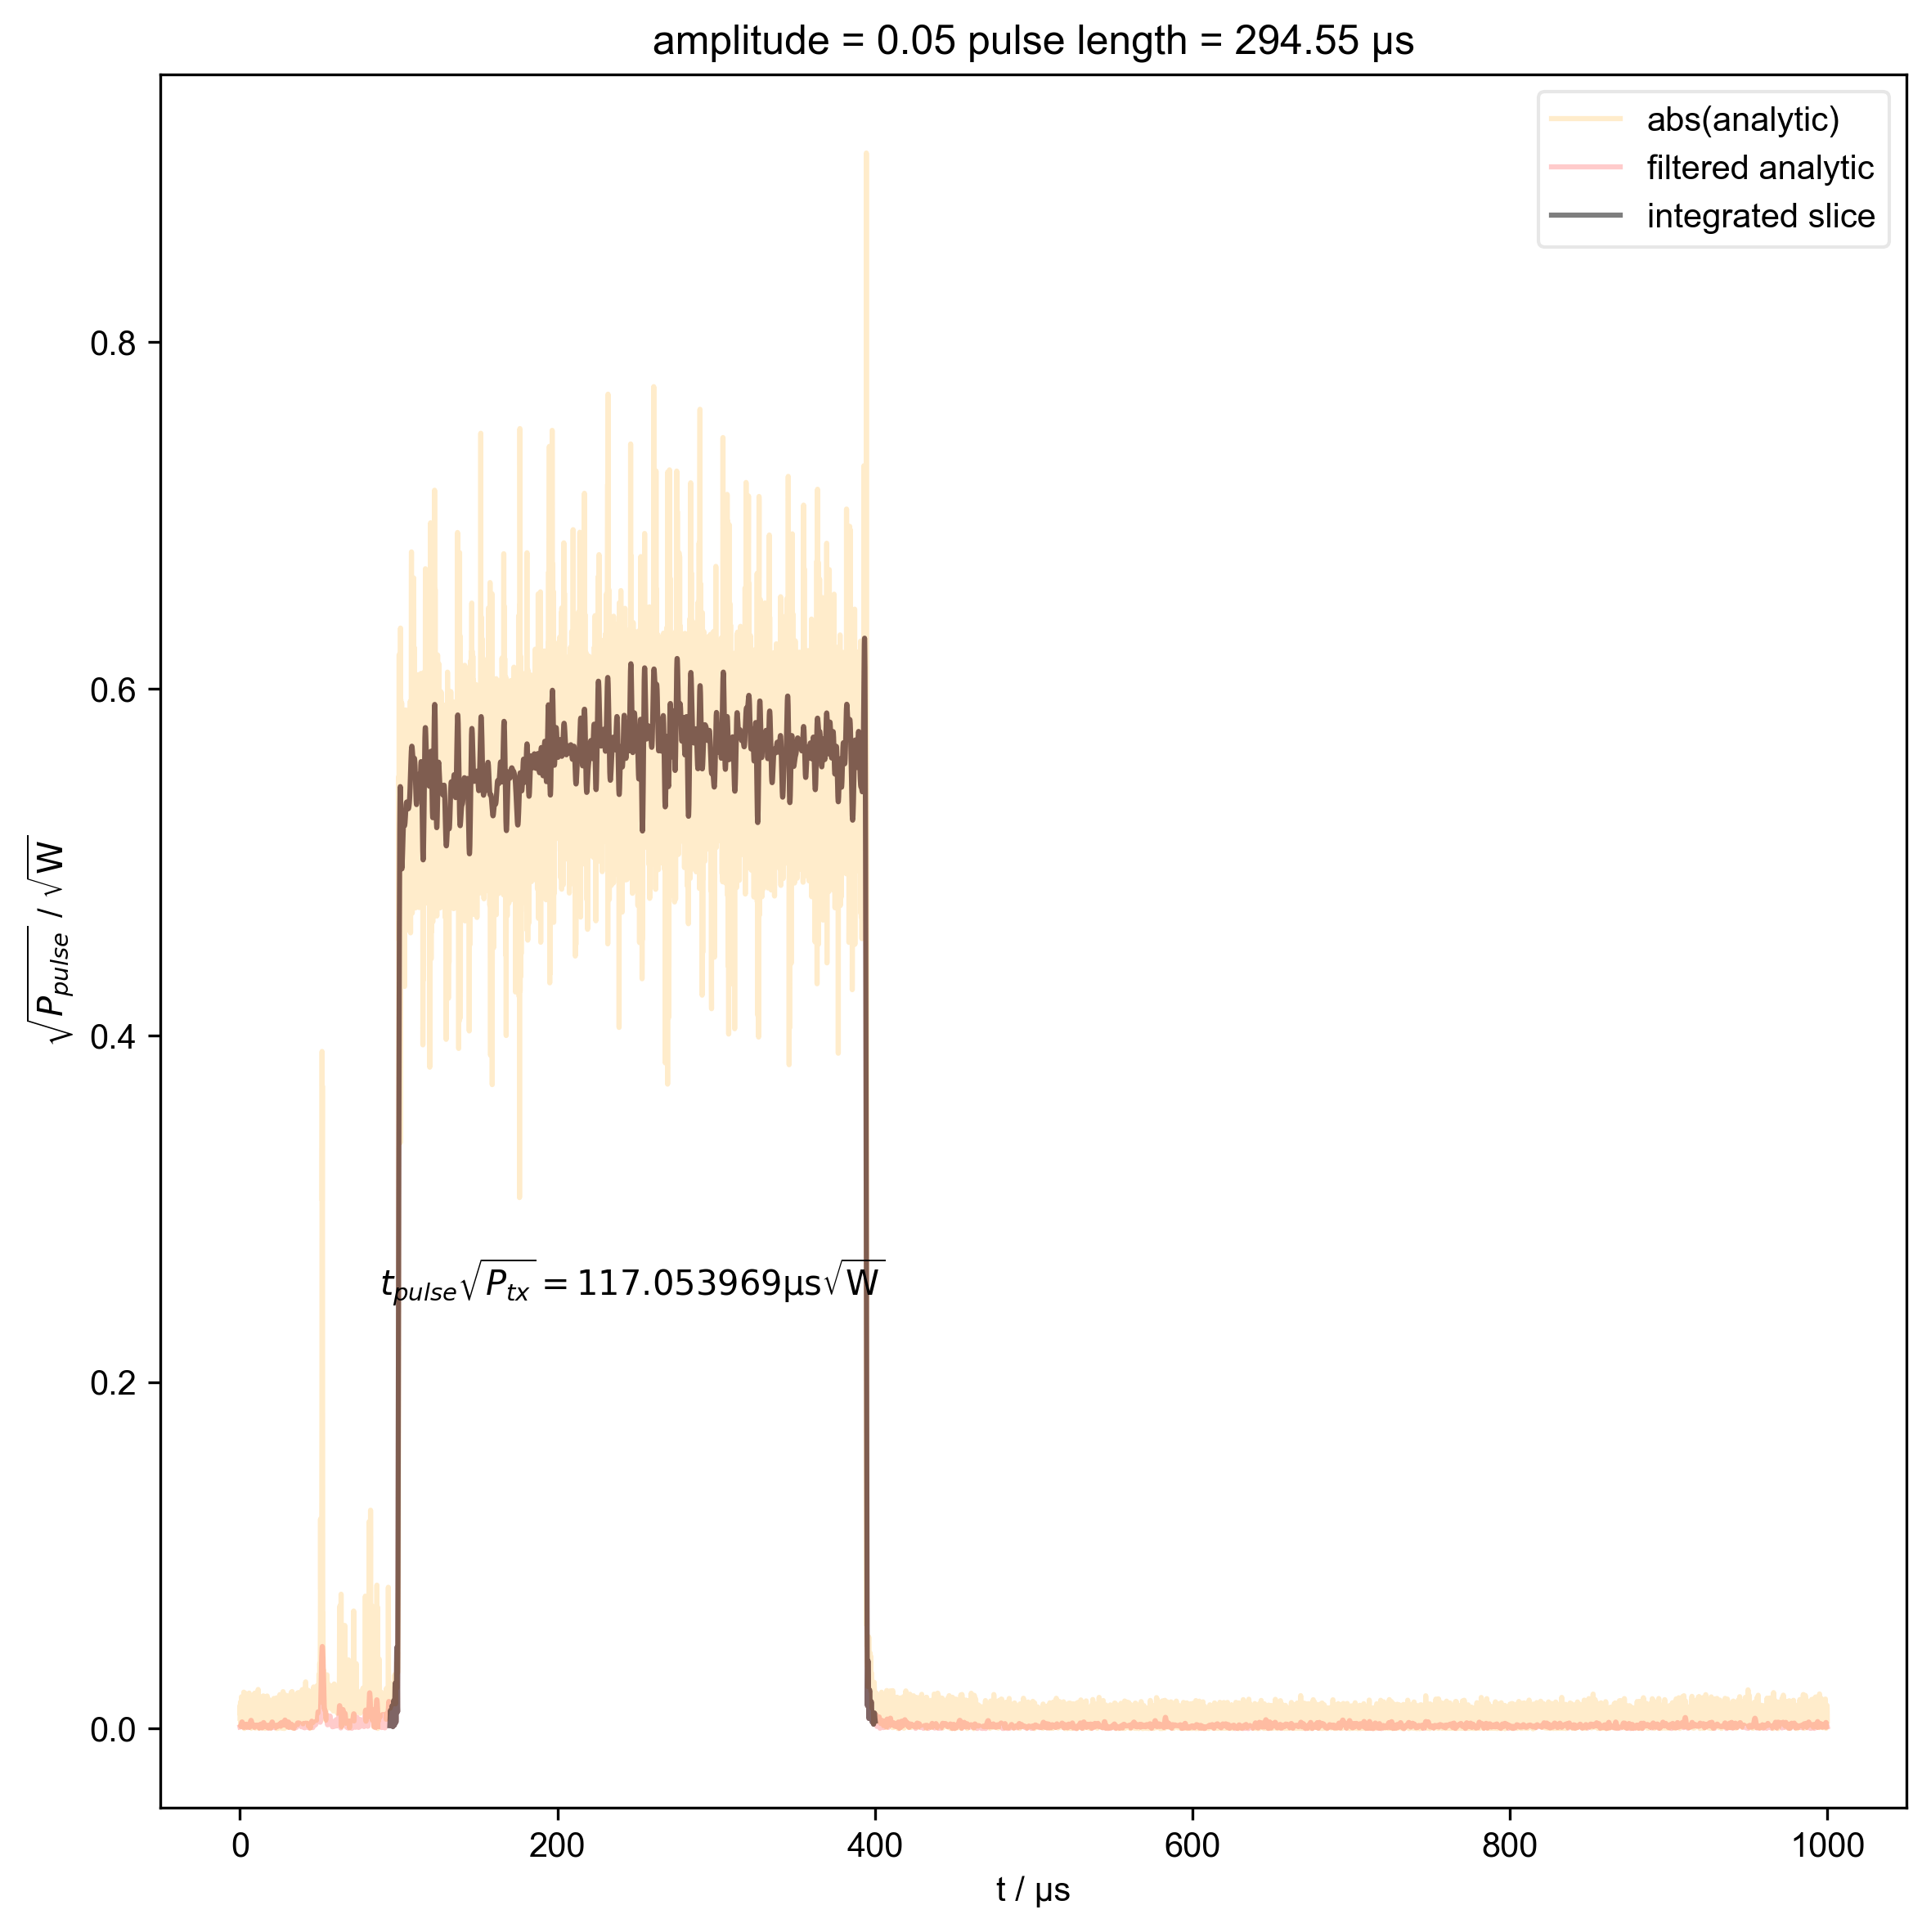 amplitude = 0.05 pulse length = 294.55 μs
abs(analytic)
filtered analytic
integrated slice
√P_pulse / √W
0.8
0.6
0.4
0.2
0.0
t_pulse√P_tx = 117.053969μs√W
0 200 400 600 800 1000
t / μs